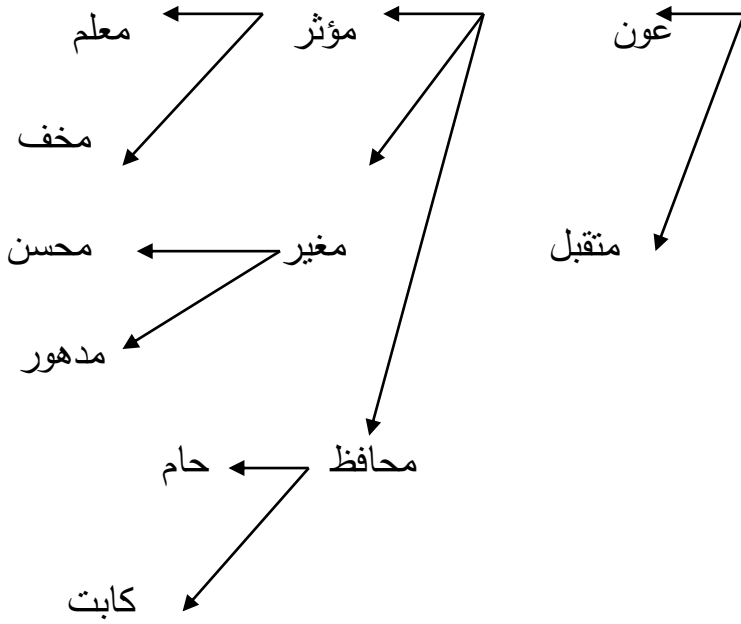 عون مؤثر معلم
مخف
متقبل مغير محسن
مدهور
محافظ حام
كابت